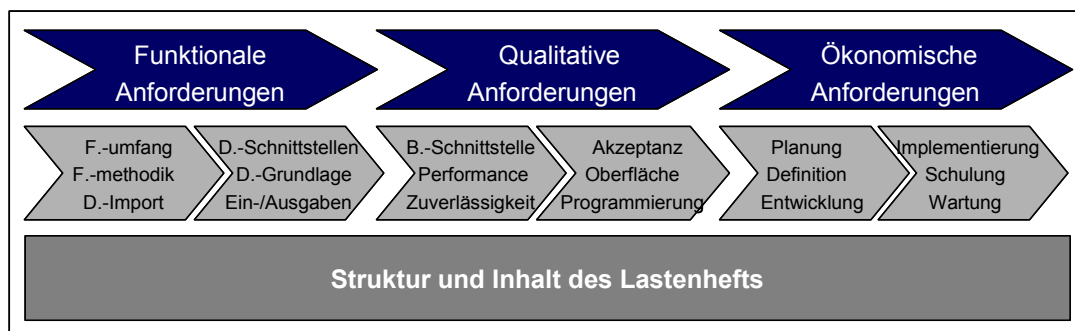 Funktionale
Anforderungen
Qualitative
Anforderungen
Ökonomische
Anforderungen
F.-umfang
F.-methodik
D.-Import
D.-Schnittstellen
D.-Grundlage
Ein-/Ausgaben
B.-Schnittstelle
Performance
Zuverlässigkeit
Akzeptanz
Oberfläche
Programmierung
Planung
Definition
Entwicklung
Implementierung
Schulung
Wartung
Struktur und Inhalt des Lastenhefts